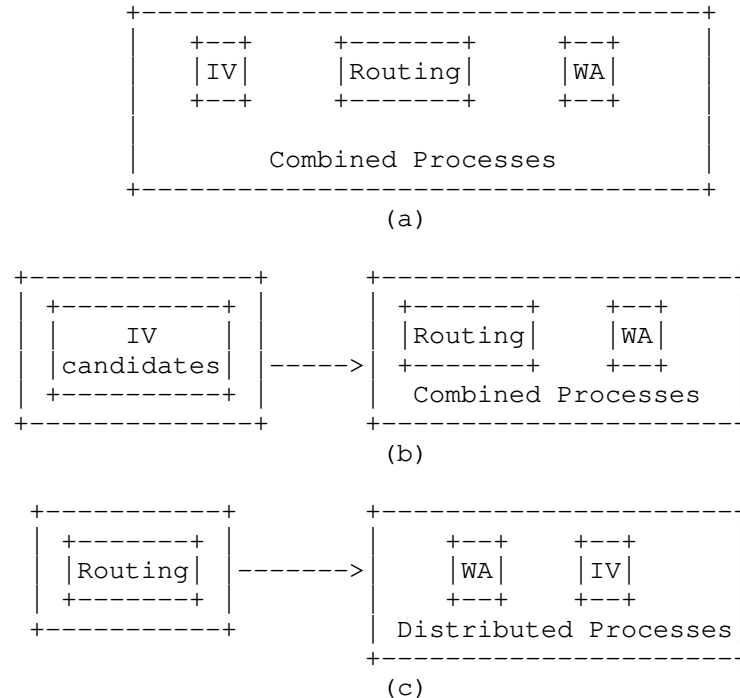 IV Routing WA
Combined Processes
(a)
IV
candidates
Routing WA
Combined Processes
(b)
Routing
WA IV
Distributed Processes
(c)